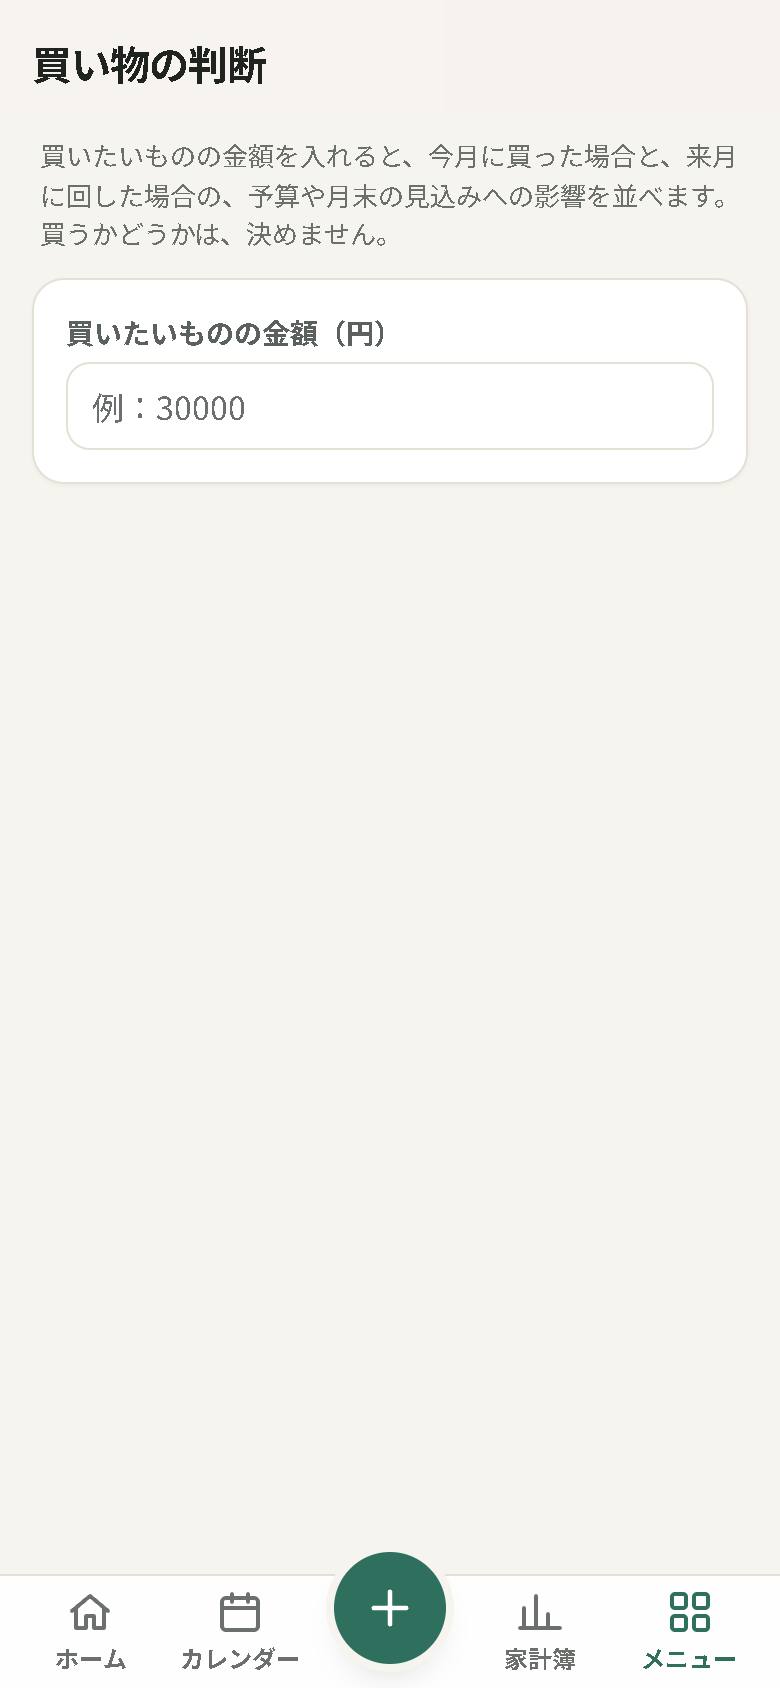 買い物の判断
買いたいものの金額を入れると、今月に買った場合と、来月
に回した場合の、予算や月末の見込みへの影響を並べます。
買うかどうかは、決めません。
買いたいものの金額（円）
例：30000
ホーム
カレンダー
家計簿
メニュー